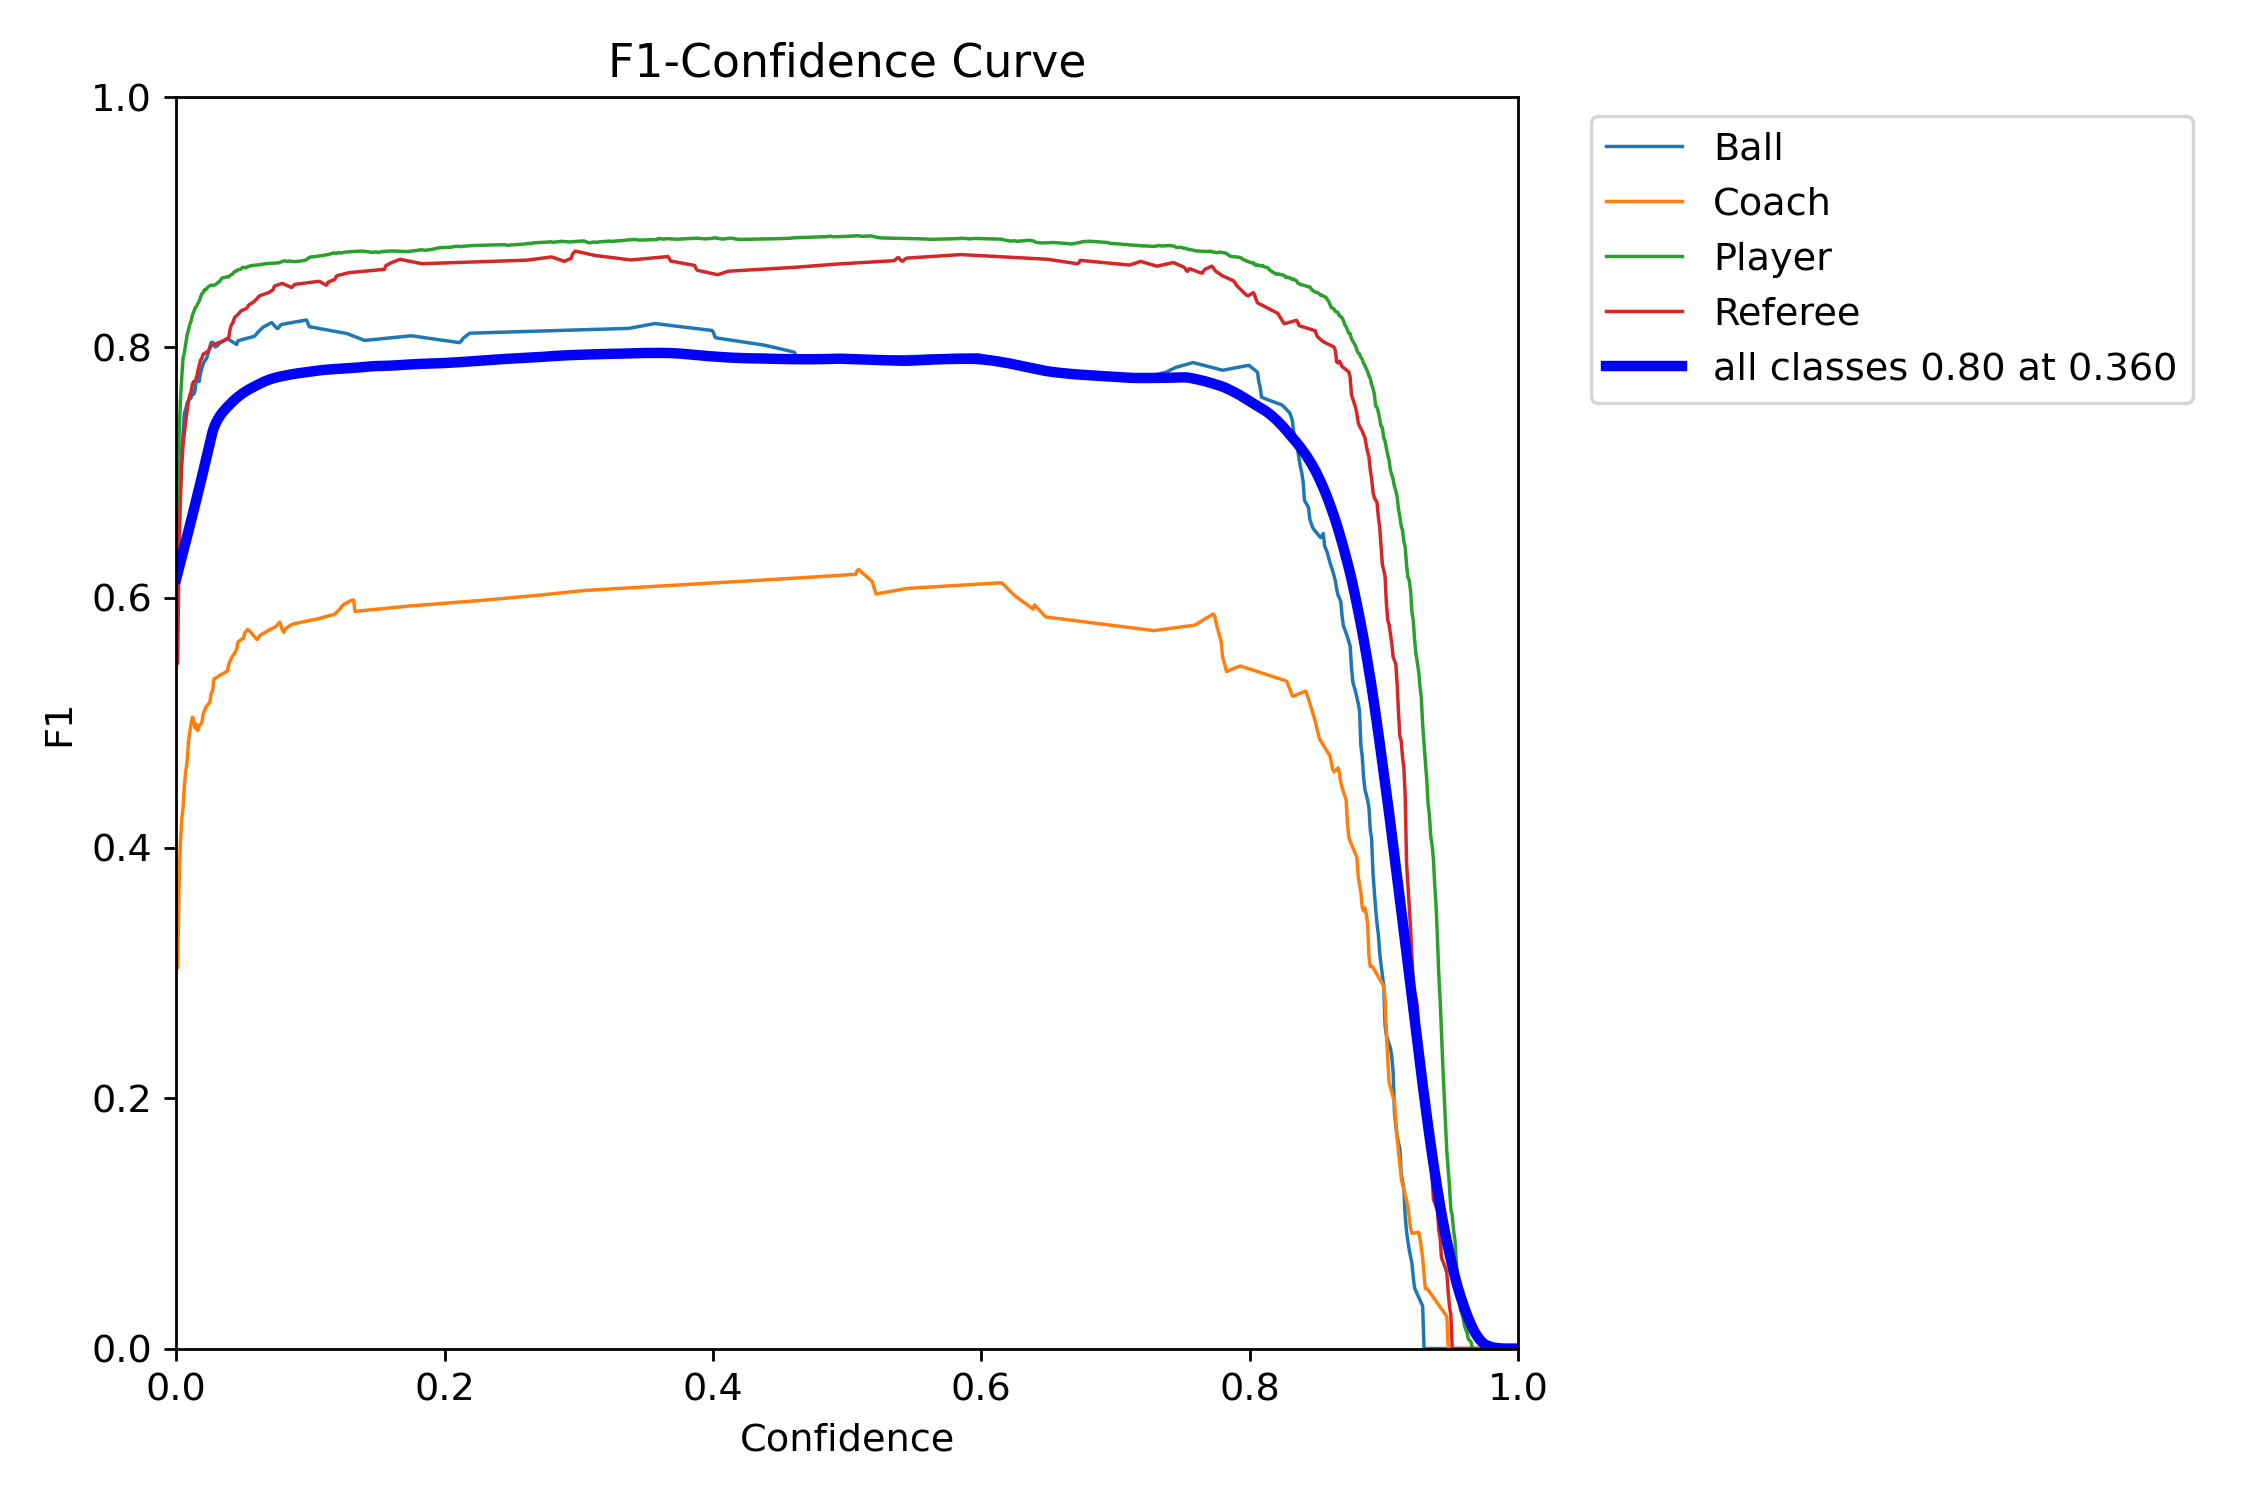 F1-Confidence Curve
1.0
0.8
0.6
0.4
0.2
0.0
F1
0.0 0.2 0.4 0.6 0.8 1.0
Confidence
Ball
Coach
Player
Referee
all classes 0.80 at 0.360